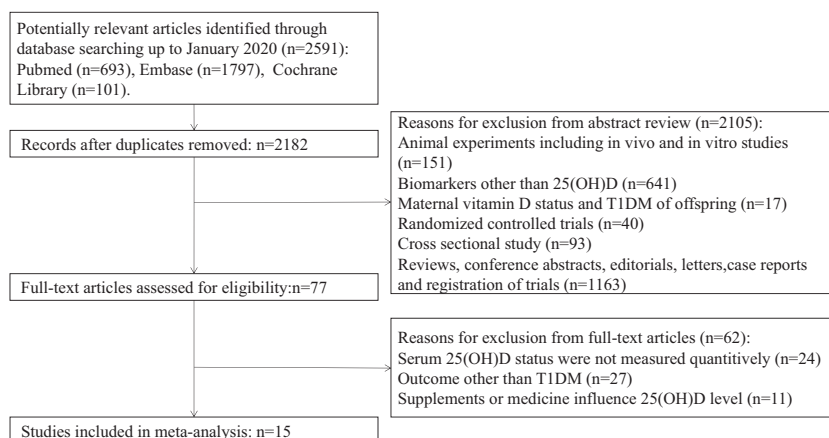 Potentially relevant articles identified through
database searching up to January 2020 (n=2591):
Pubmed (n=693), Embase (n=1797), Cochrane
Library (n=101).
Records after duplicates removed: n=2182
Reasons for exclusion from abstract review (n=2105):
Animal experiments including in vivo and in vitro studies
(n=151)
Biomarkers other than 25(OH)D (n=641)
Maternal vitamin D status and T1DM of offspring (n=17)
Randomized controlled trials (n=40)
Cross sectional study (n=93)
Reviews, conference abstracts, editorials, letters,case reports
and registration of trials (n=1163)
Full-text articles assessed for eligibility:n=77
Reasons for exclusion from full-text articles (n=62):
Serum 25(OH)D status were not measured quantitively (n=24)
Outcome other than T1DM (n=27)
Supplements or medicine influence 25(OH)D level (n=11)
Studies included in meta-analysis: n=15